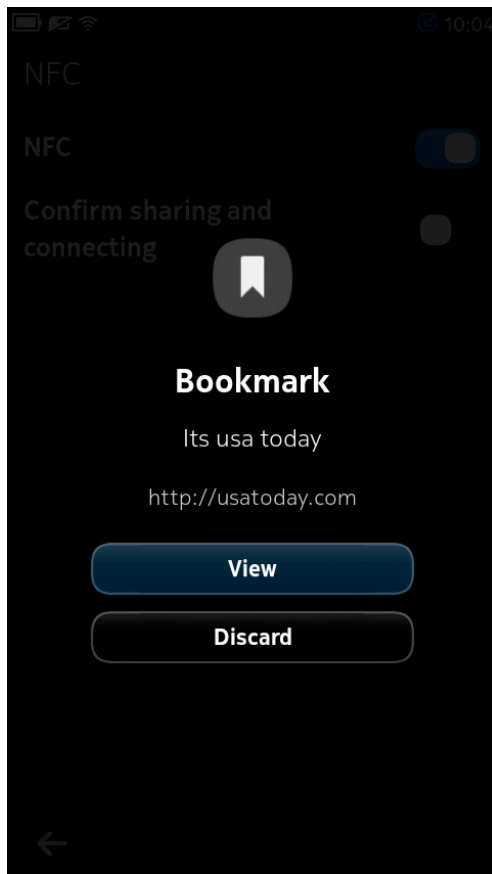 10:04
NFC
NFC
Confirm sharing and
connecting
Bookmark
Its usa today
http://usatoday.com
View
Discard